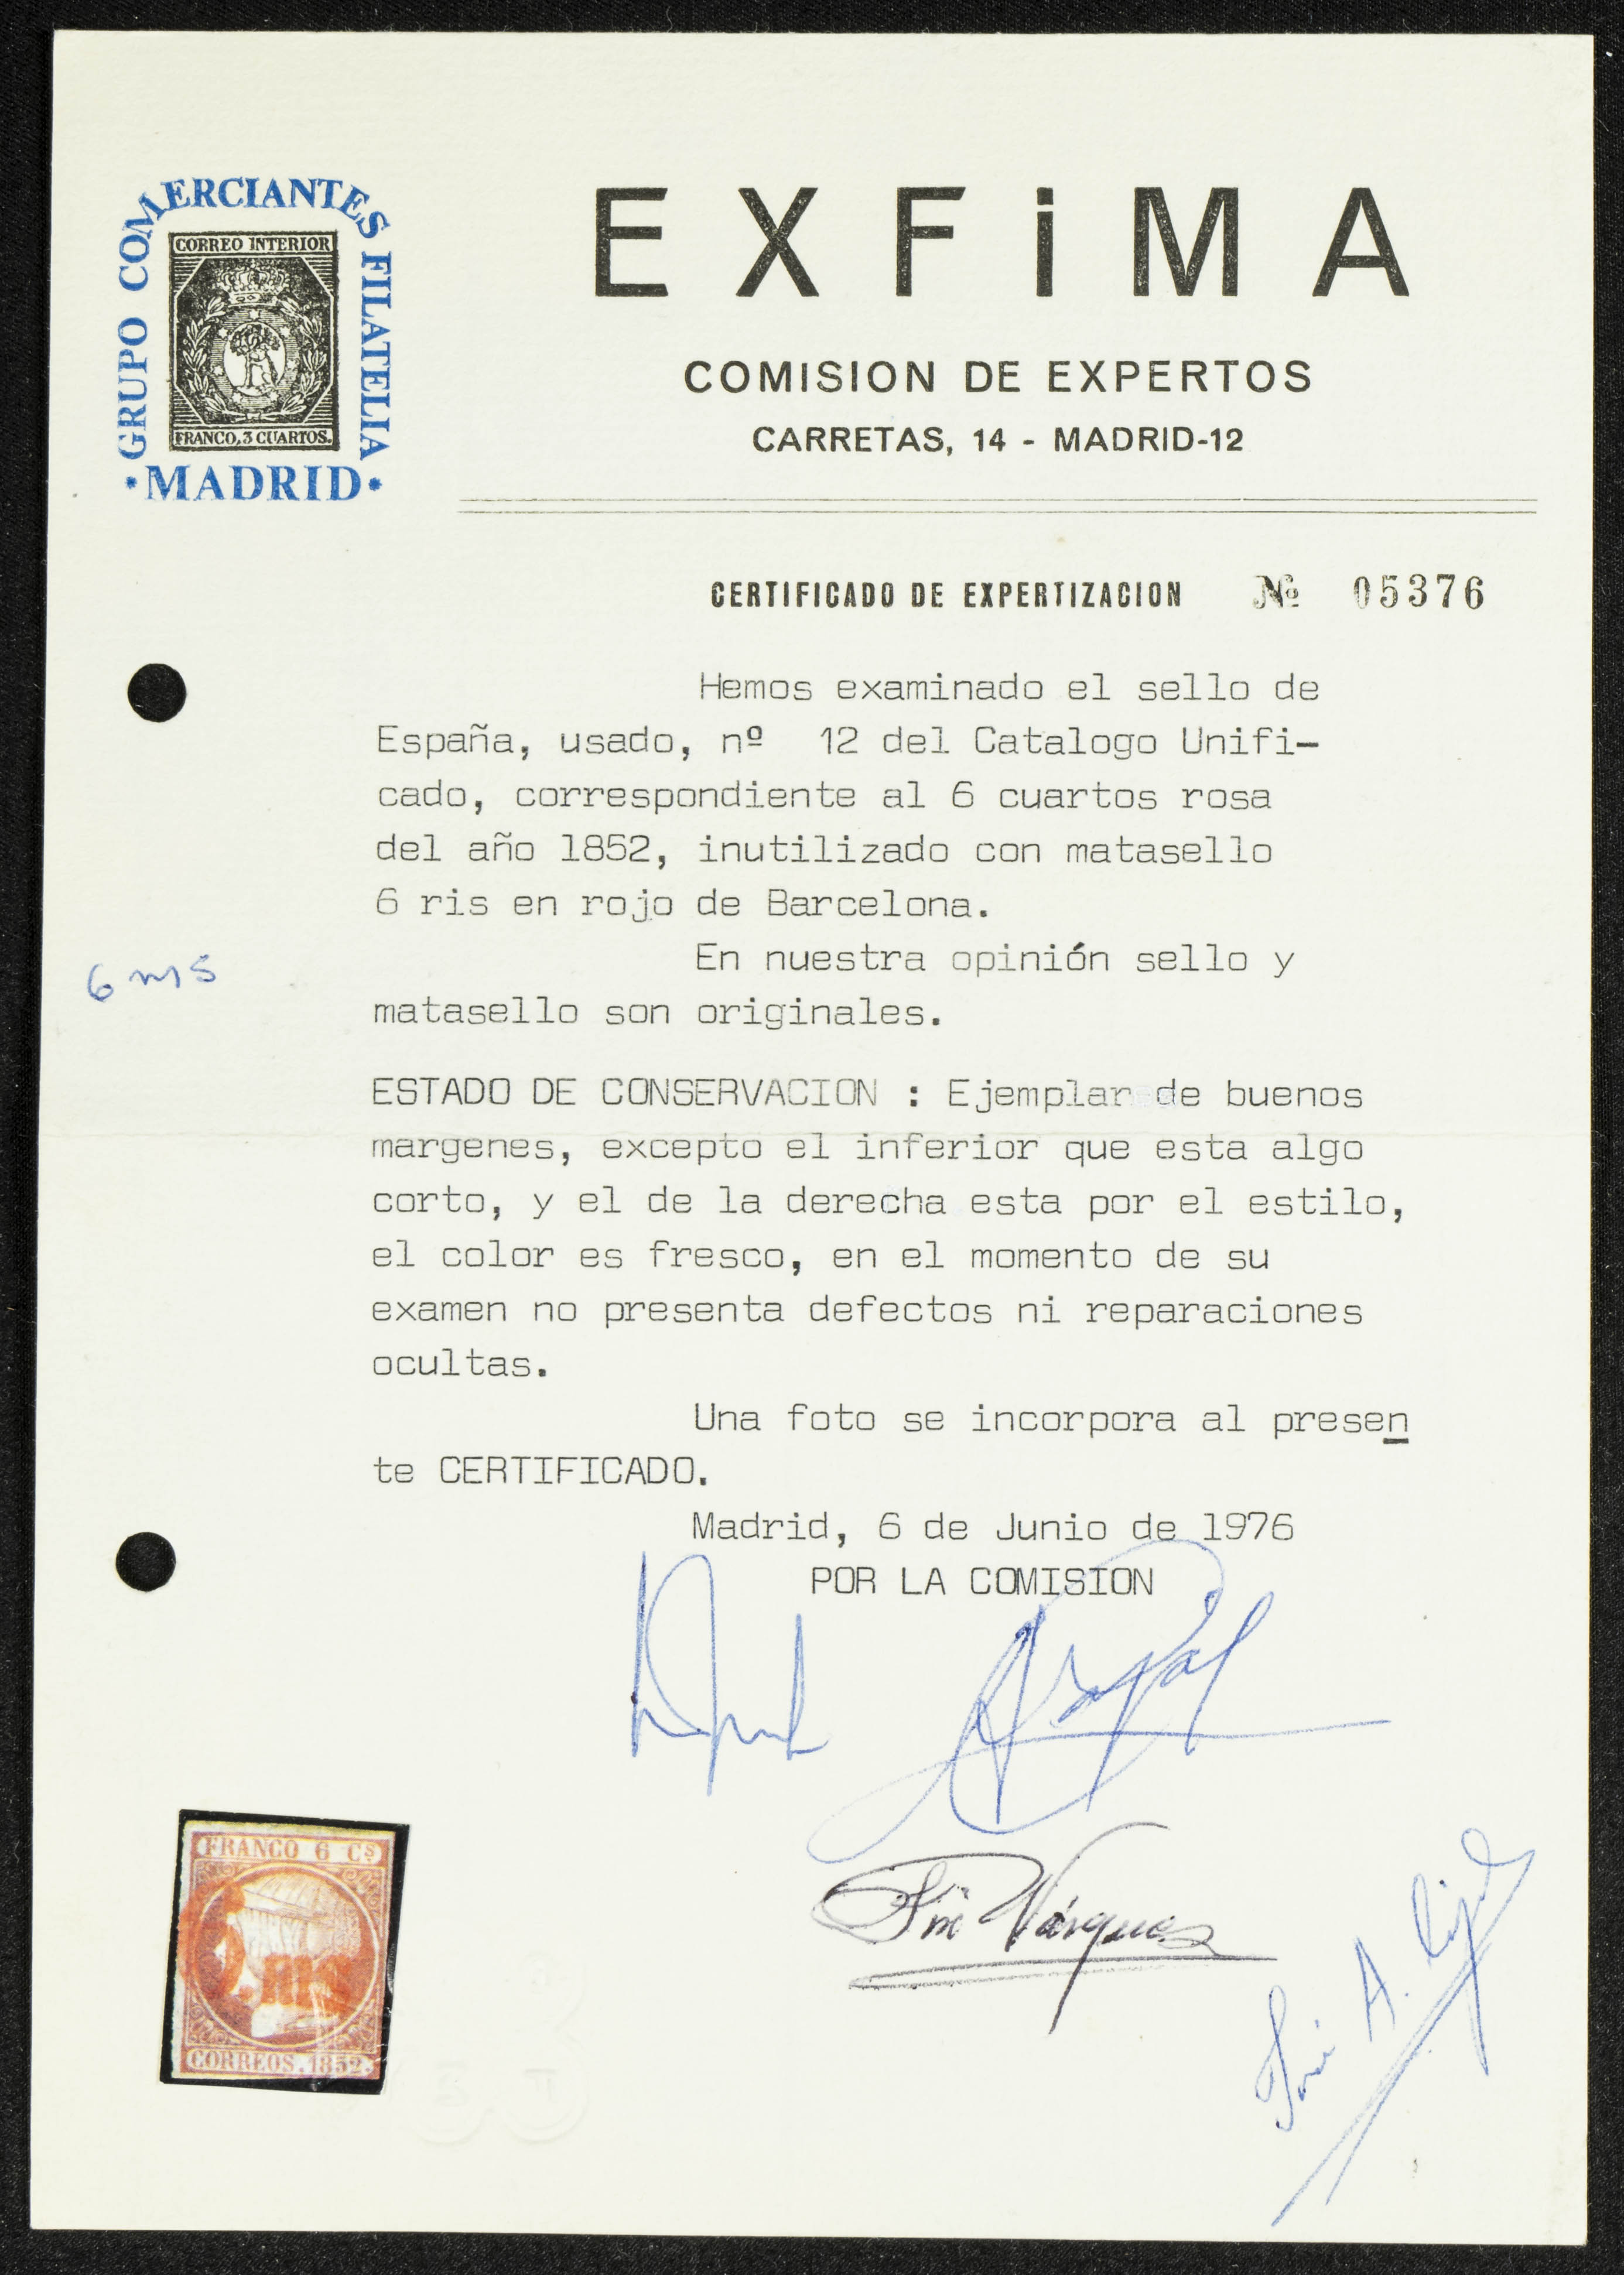 GRUPO COMERCIANTES FILATELIA
·MADRID·
CORREO INTERIOR
FRANCO, 3 CUARTOS.
EXFiMA
COMISION DE EXPERTOS
CARRETAS, 14 - MADRID-12
CERTIFICADO DE EXPERTIZACION Nº 05376
Hemos examinado el sello de
España, usado, nº 12 del Catalogo Unifi-
cado, correspondiente al 6 cuartos rosa
del año 1852, inutilizado con matasello
6 ris en rojo de Barcelona.
En nuestra opinión sello y
matasello son originales.
ESTADO DE CONSERVACION : Ejemplar de buenos
margenes, excepto el inferior que esta algo
corto, y el de la derecha esta por el estilo,
el color es fresco, en el momento de su
examen no presenta defectos ni reparaciones
ocultas.
Una foto se incorpora al presen
te CERTIFICADO.
Madrid, 6 de Junio de 1976
POR LA COMISION
FRANCO 6 Cs
CORREOS. 1852.
Vázquez
José A.